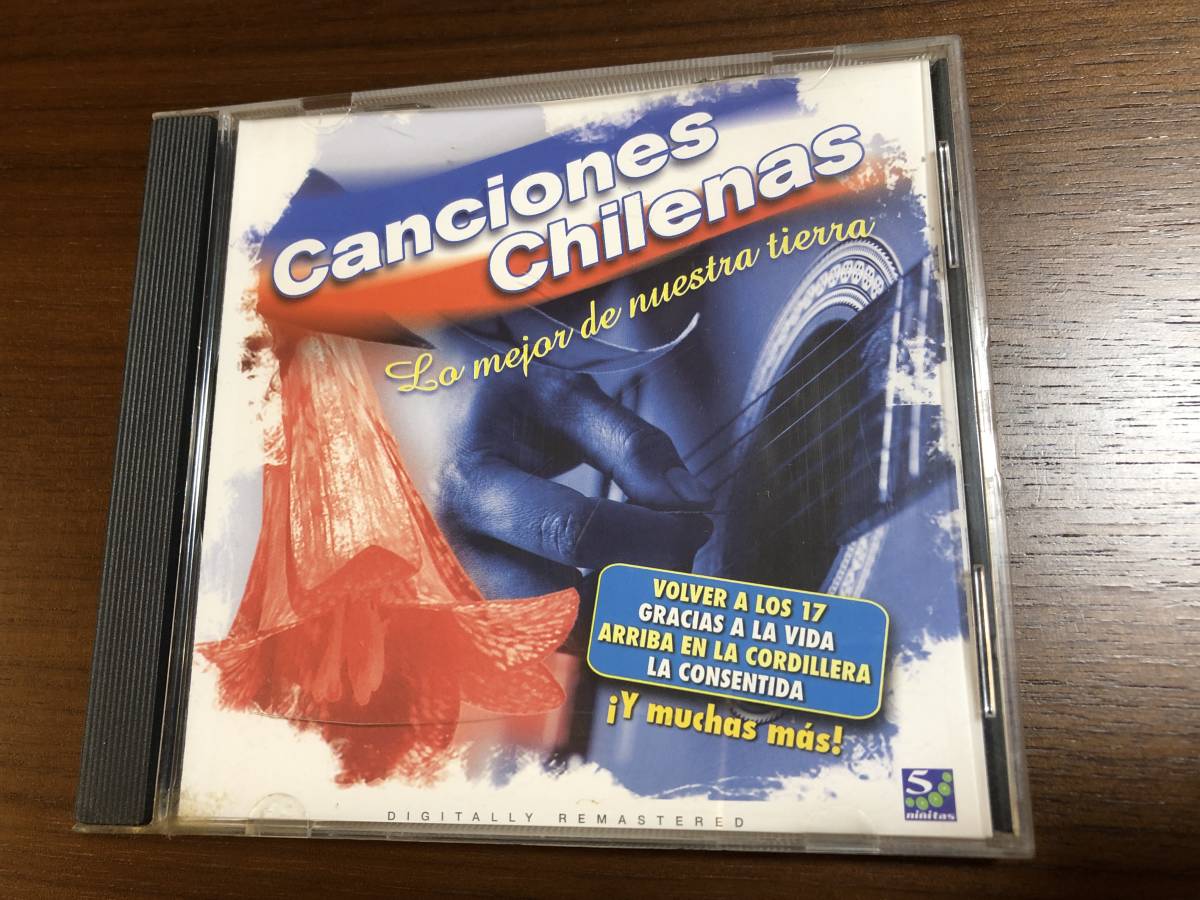 Canciones
Chilenas
Lo mejor de nuestra tierra
VOLVER A LOS 17
GRACIAS A LA VIDA
ARRIBA EN LA CORDILLERA
LA CONSENTIDA
¡Y muchas más!
5
niñitas
DIGITALLY REMASTERED